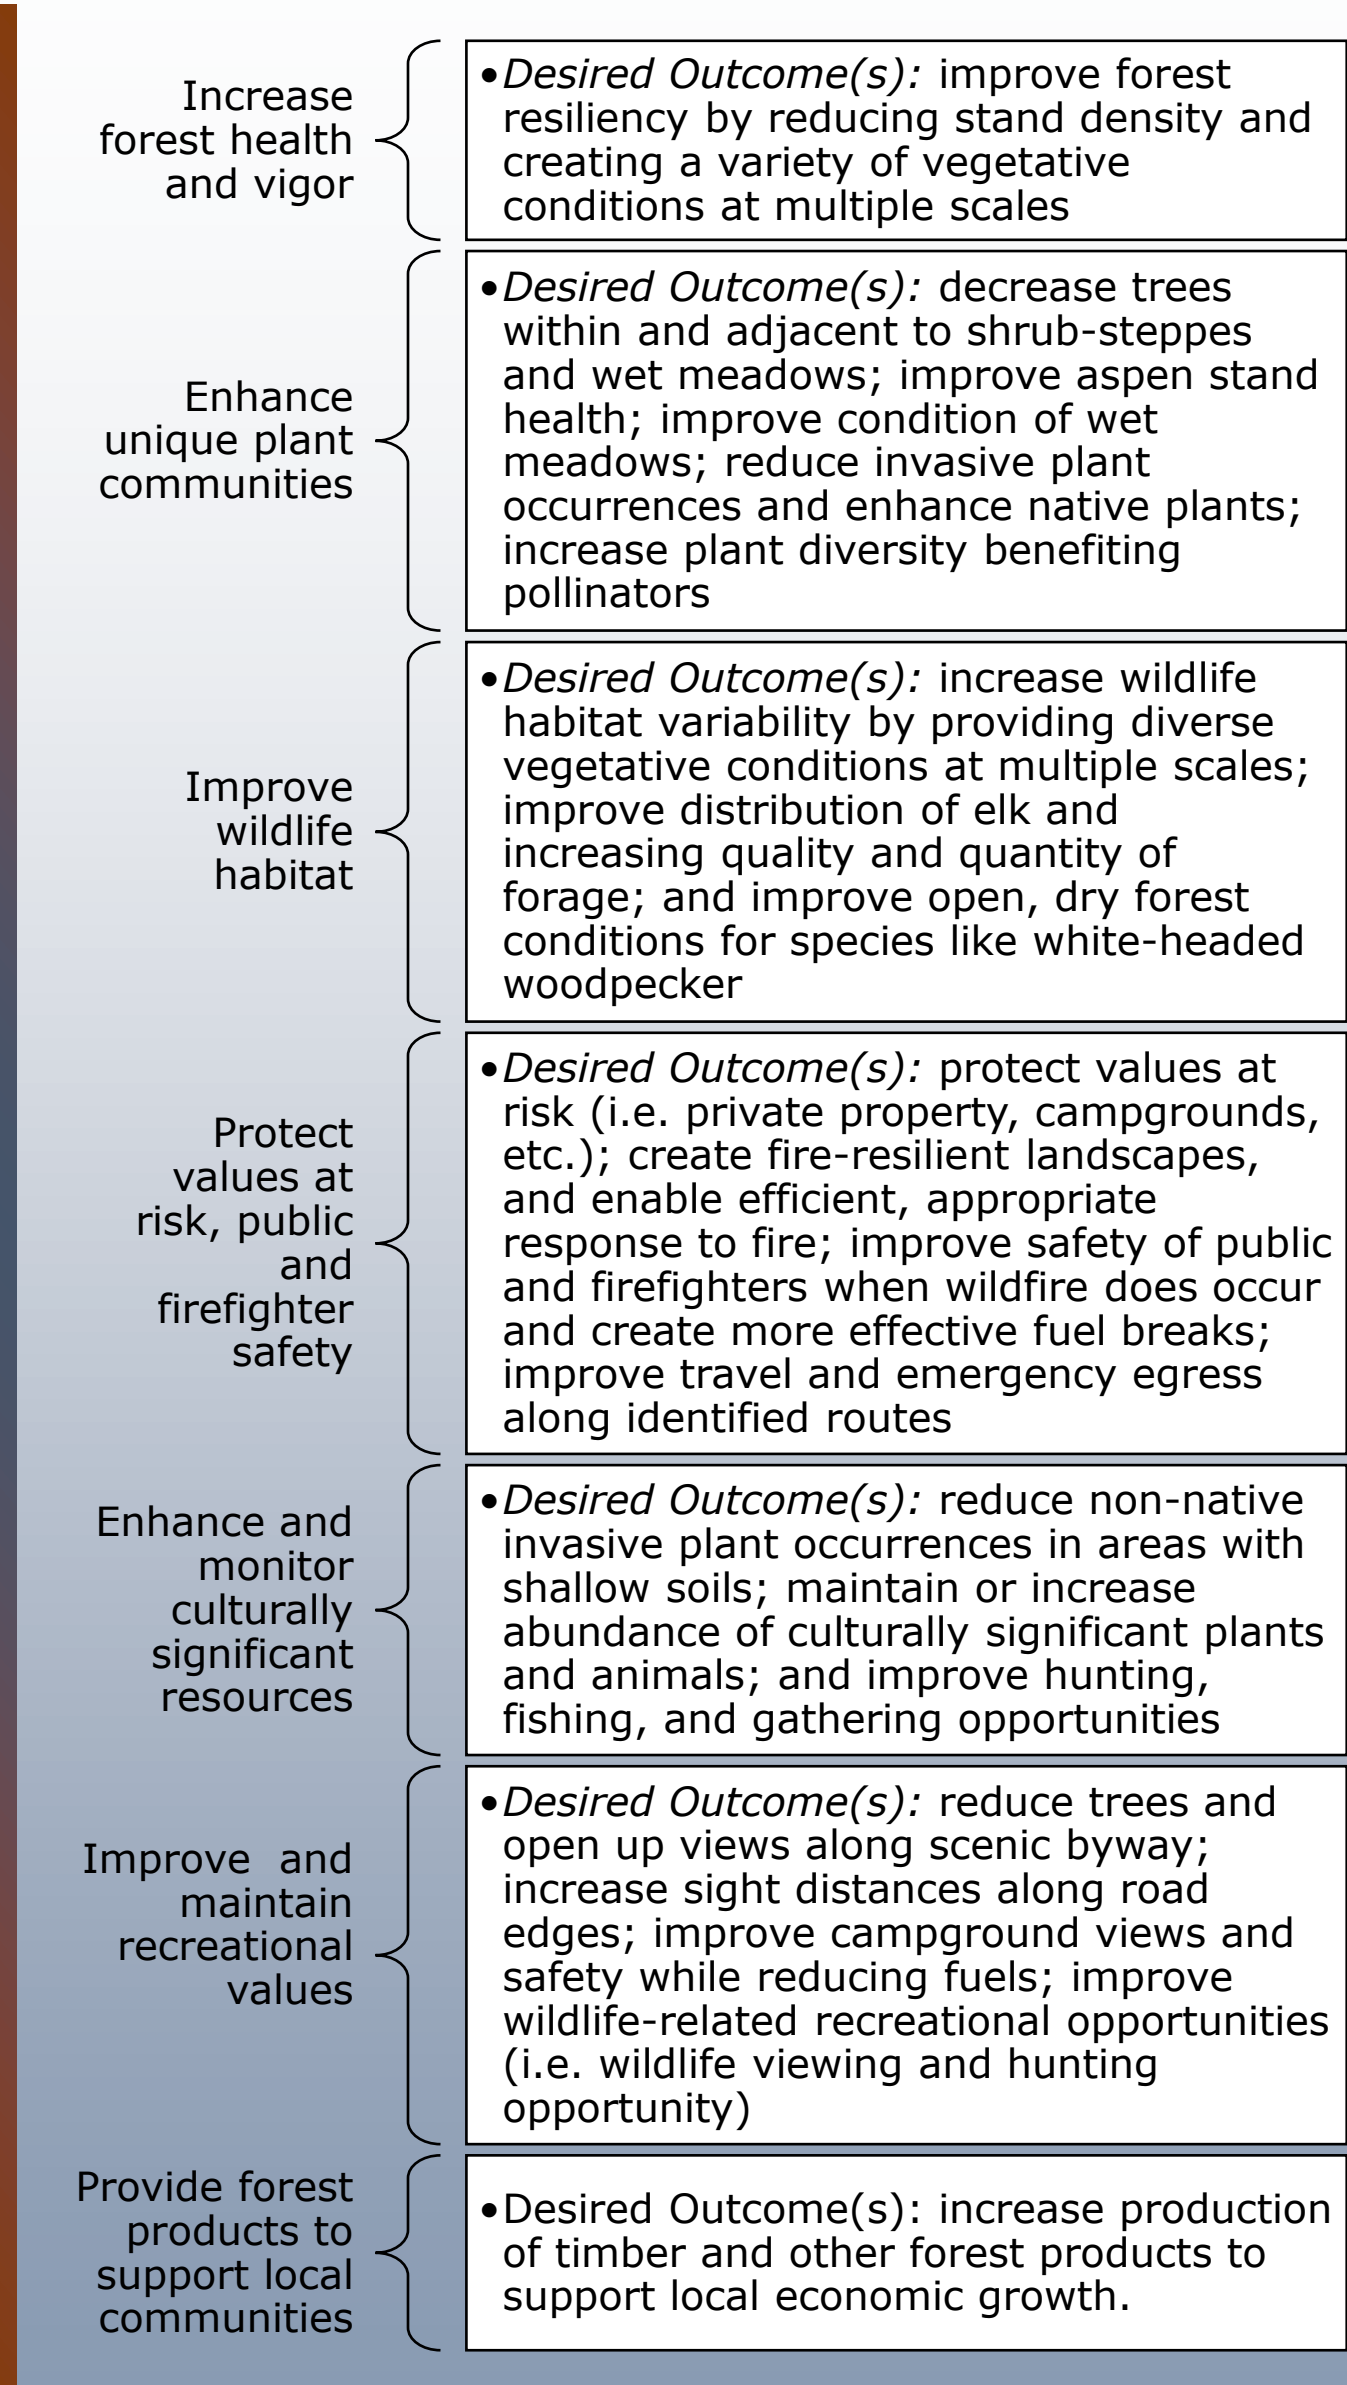 Increase
forest health
and vigor
•Desired Outcome(s): improve forest
resiliency by reducing stand density and
creating a variety of vegetative
conditions at multiple scales
Enhance
unique plant
communities
•Desired Outcome(s): decrease trees
within and adjacent to shrub-steppes
and wet meadows; improve aspen stand
health; improve condition of wet
meadows; reduce invasive plant
occurrences and enhance native plants;
increase plant diversity benefiting
pollinators
Improve
wildlife
habitat
•Desired Outcome(s): increase wildlife
habitat variability by providing diverse
vegetative conditions at multiple scales;
improve distribution of elk and
increasing quality and quantity of
forage; and improve open, dry forest
conditions for species like white-headed
woodpecker
Protect
values at
risk, public
and
firefighter
safety
•Desired Outcome(s): protect values at
risk (i.e. private property, campgrounds,
etc.); create fire-resilient landscapes,
and enable efficient, appropriate
response to fire; improve safety of public
and firefighters when wildfire does occur
and create more effective fuel breaks;
improve travel and emergency egress
along identified routes
Enhance and
monitor
culturally
significant
resources
•Desired Outcome(s): reduce non-native
invasive plant occurrences in areas with
shallow soils; maintain or increase
abundance of culturally significant plants
and animals; and improve hunting,
fishing, and gathering opportunities
Improve  and
maintain
recreational
values
•Desired Outcome(s): reduce trees and
open up views along scenic byway;
increase sight distances along road
edges; improve campground views and
safety while reducing fuels; improve
wildlife-related recreational opportunities
(i.e. wildlife viewing and hunting
opportunity)
Provide forest
products to
support local
communities
•Desired Outcome(s): increase production
of timber and other forest products to
support local economic growth.